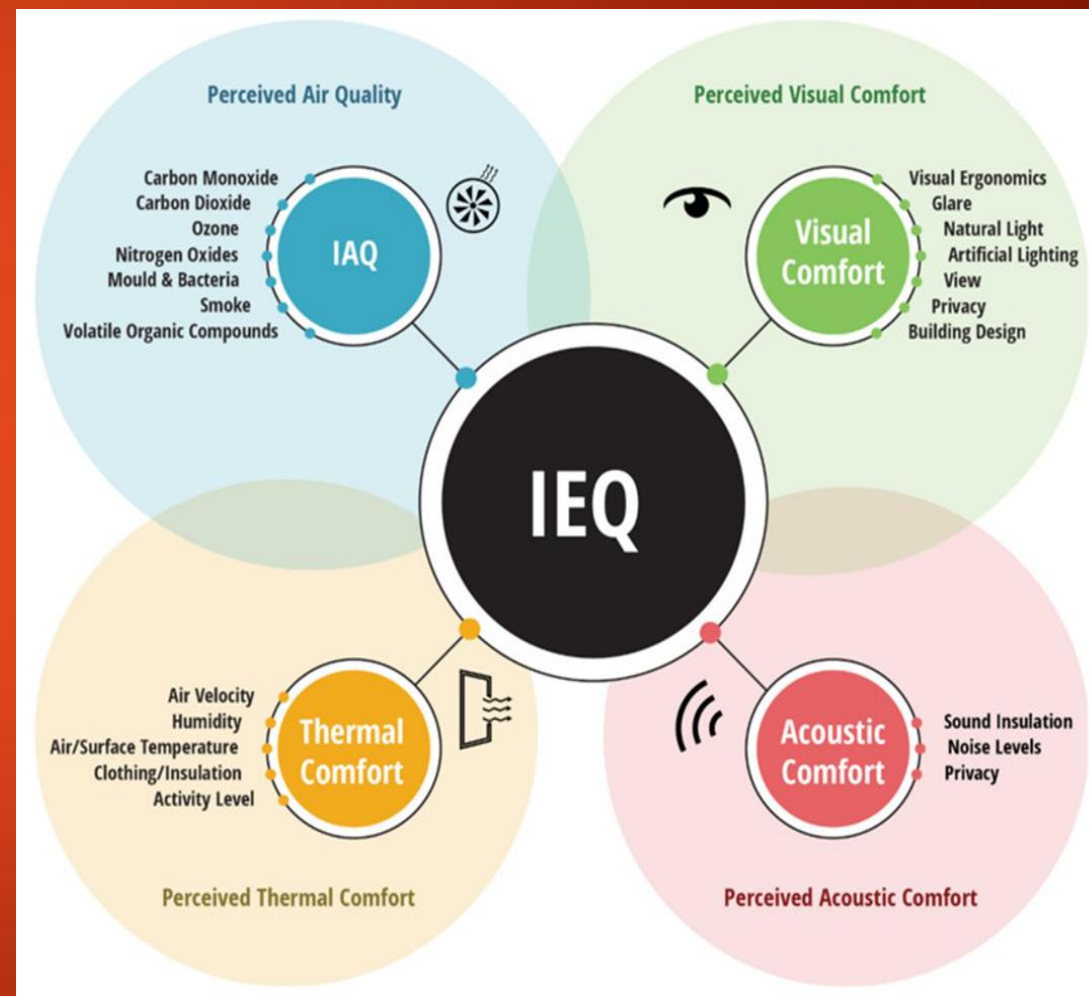 Perceived Air Quality
Carbon Monoxide
Carbon Dioxide
Ozone
Nitrogen Oxides
Mould & Bacteria
Smoke
Volatile Organic Compounds
IAQ
Perceived Visual Comfort
Visual
Comfort
Visual Ergonomics
Glare
Natural Light
Artificial Lighting
View
Privacy
Building Design
IEQ
Air Velocity
Humidity
Air/Surface Temperature
Clothing/Insulation
Activity Level
Thermal
Comfort
Perceived Thermal Comfort
Acoustic
Comfort
Sound Insulation
Noise Levels
Privacy
Perceived Acoustic Comfort